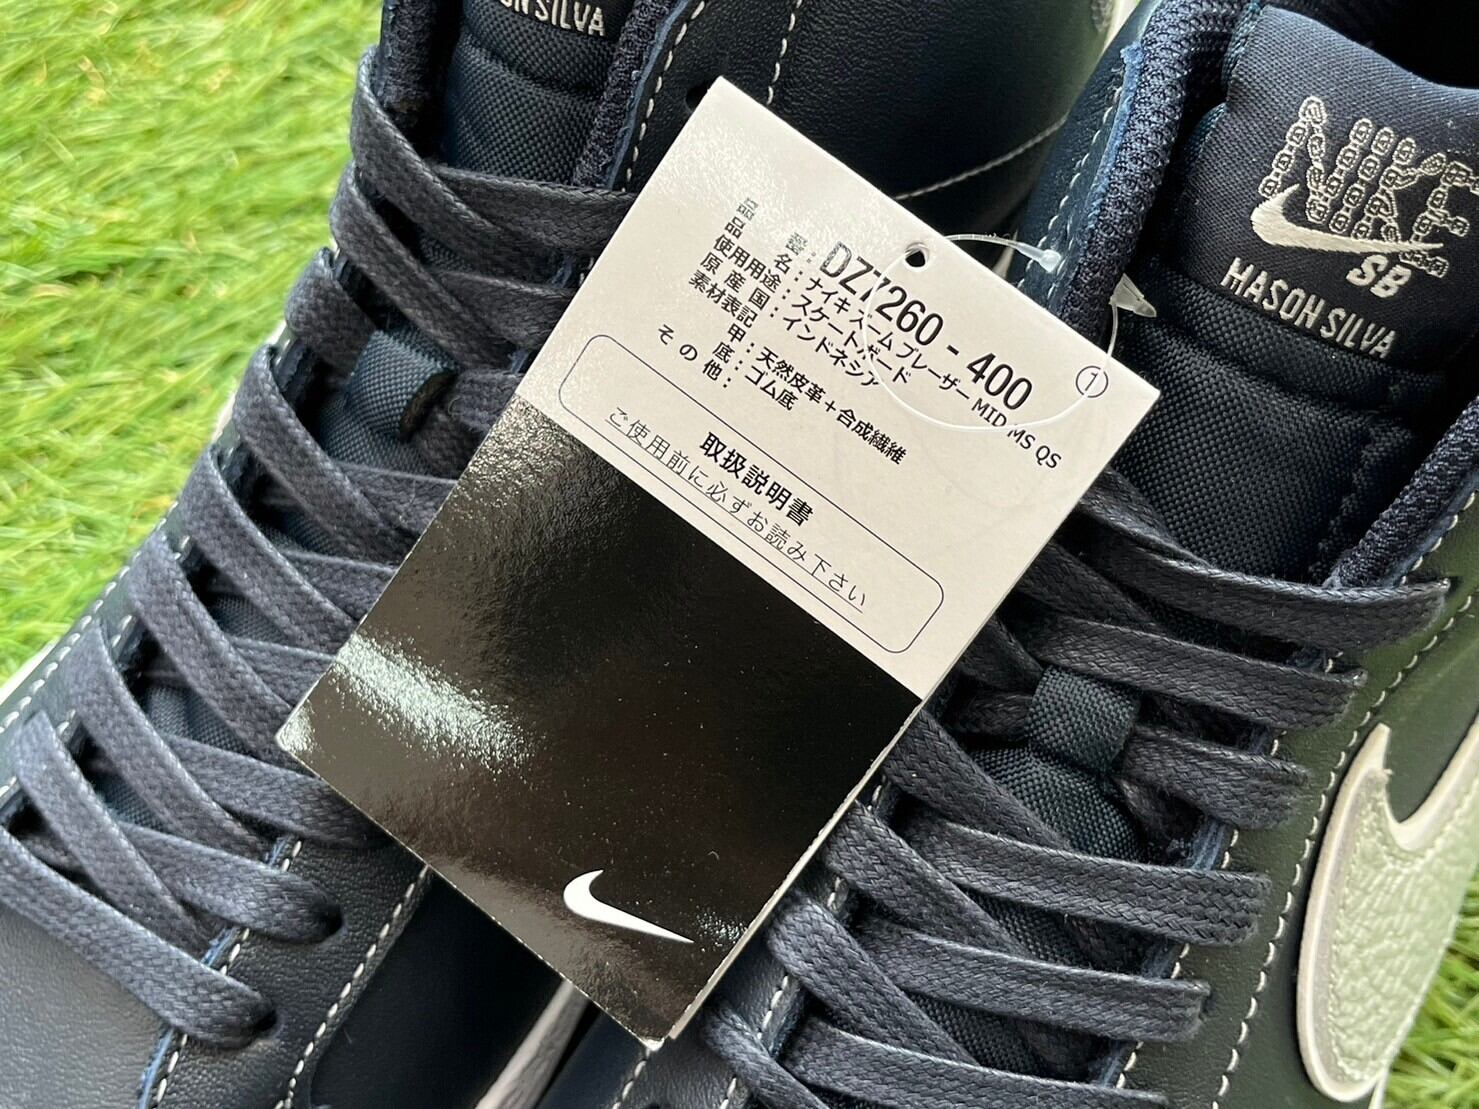 ON SILVA
NIKE
SB
MASON SILVA
①
品番：DZ7260 - 400
品名：ナイキ ズーム ブレーザー MID MS QS
使用用途：スケートボード
原産国：インドネシア
素材表記
甲：天然皮革＋合成繊維
底：ゴム底
その他：
取扱説明書
ご使用前に必ずお読み下さい